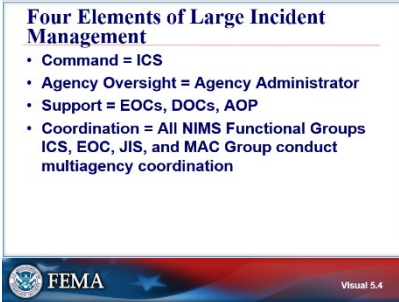 Four Elements of Large Incident
Management
• Command = ICS
• Agency Oversight = Agency Administrator
• Support = EOCs, DOCs, AOP
• Coordination = All NIMS Functional Groups
ICS, EOC, JIS, and MAC Group conduct
multiagency coordination
FEMA
Visual 5.4